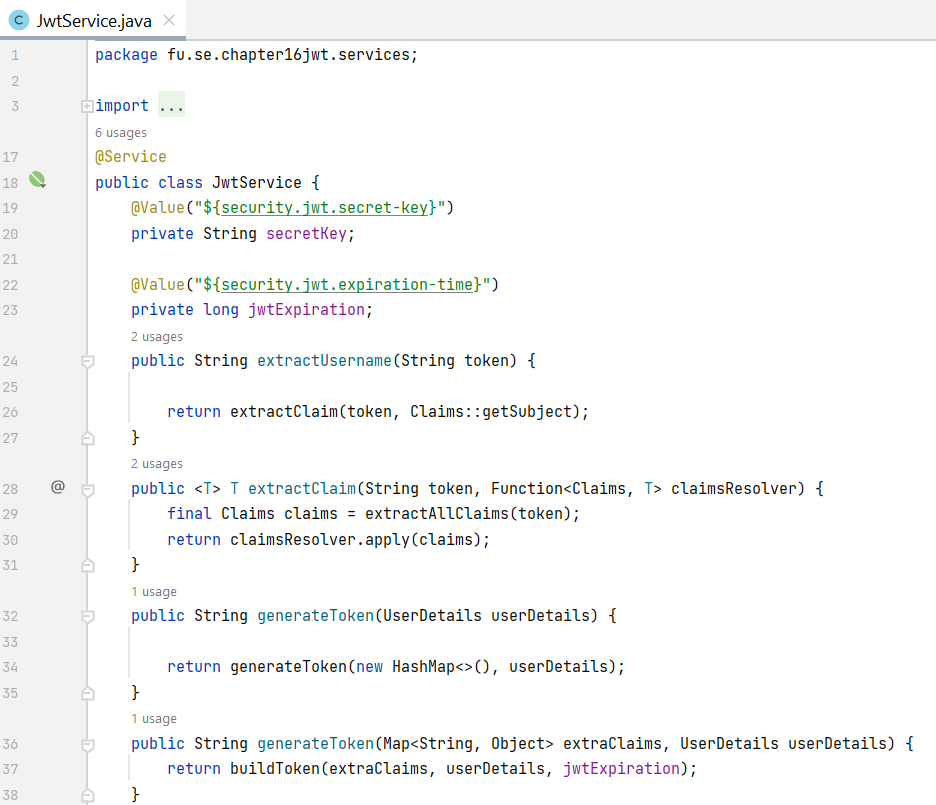 JwtService.java
1 package fu.se.chapter16jwt.services;
2
3 import ...
6 usages
17 @Service
18 public class JwtService {
19 @Value("${security.jwt.secret-key}")
20 private String secretKey;
21
22 @Value("${security.jwt.expiration-time}")
23 private long jwtExpiration;
2 usages
24 public String extractUsername(String token) {
25
26 return extractClaim(token, Claims::getSubject);
27 }
2 usages
28 @ public <T> T extractClaim(String token, Function<Claims, T> claimsResolver) {
29 final Claims claims = extractAllClaims(token);
30 return claimsResolver.apply(claims);
31 }
1 usage
32 public String generateToken(UserDetails userDetails) {
33
34 return generateToken(new HashMap<>(), userDetails);
35 }
1 usage
36 public String generateToken(Map<String, Object> extraClaims, UserDetails userDetails) {
37 return buildToken(extraClaims, userDetails, jwtExpiration);
38 }